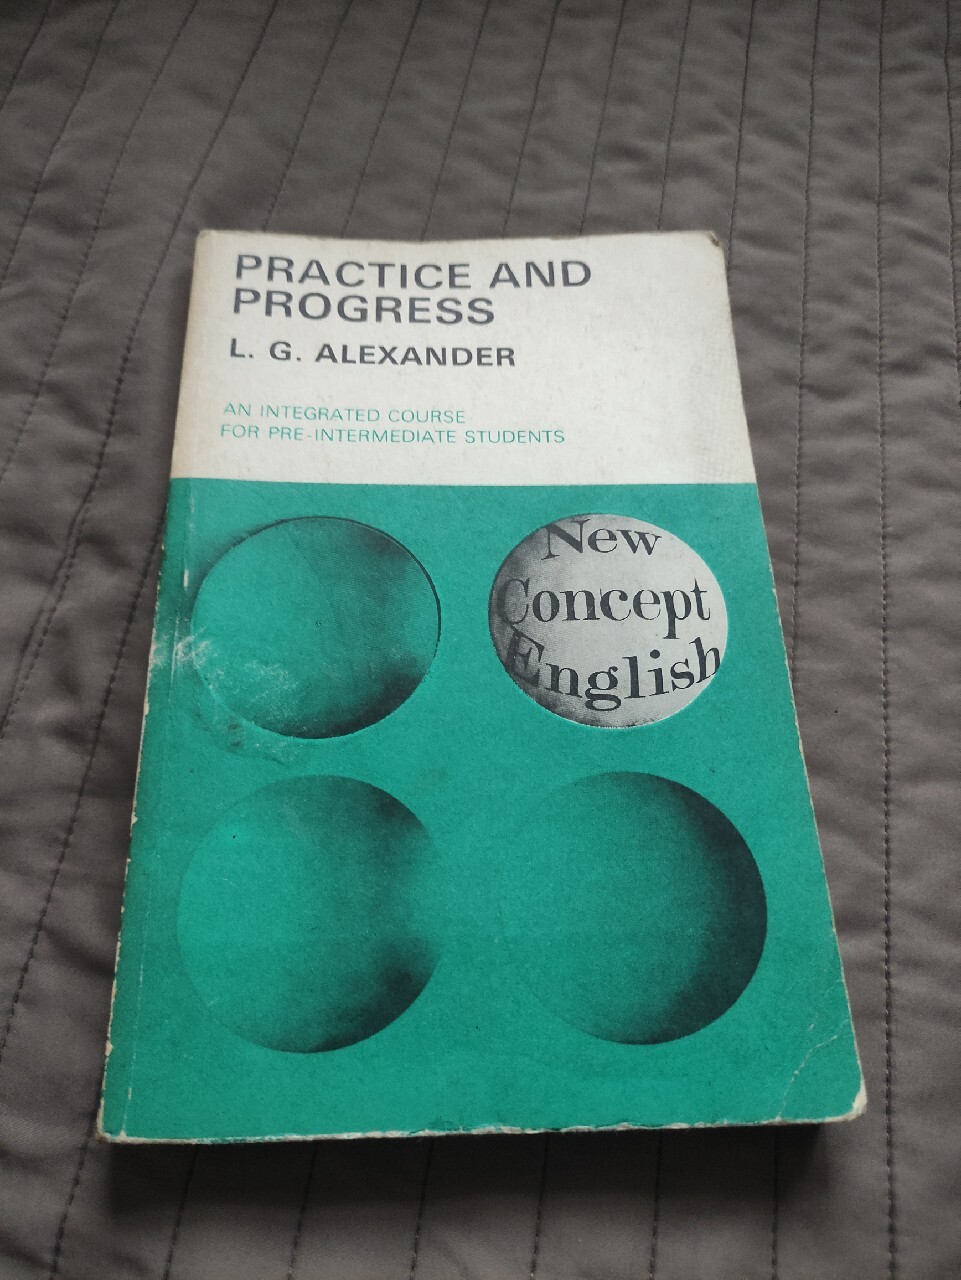 PRACTICE AND
PROGRESS
L. G. ALEXANDER
AN INTEGRATED COURSE
FOR PRE-INTERMEDIATE STUDENTS
New
Concept
English